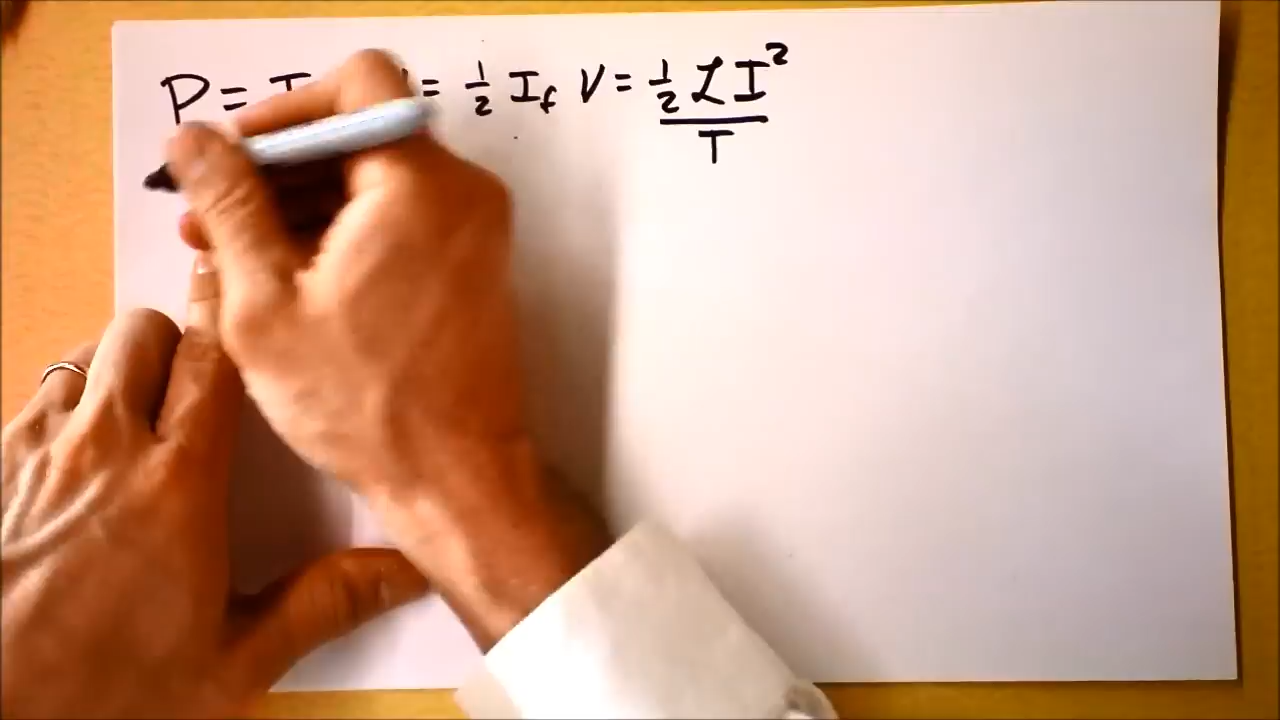 P = I = ½ I_f V = ½ ℒ I² / T